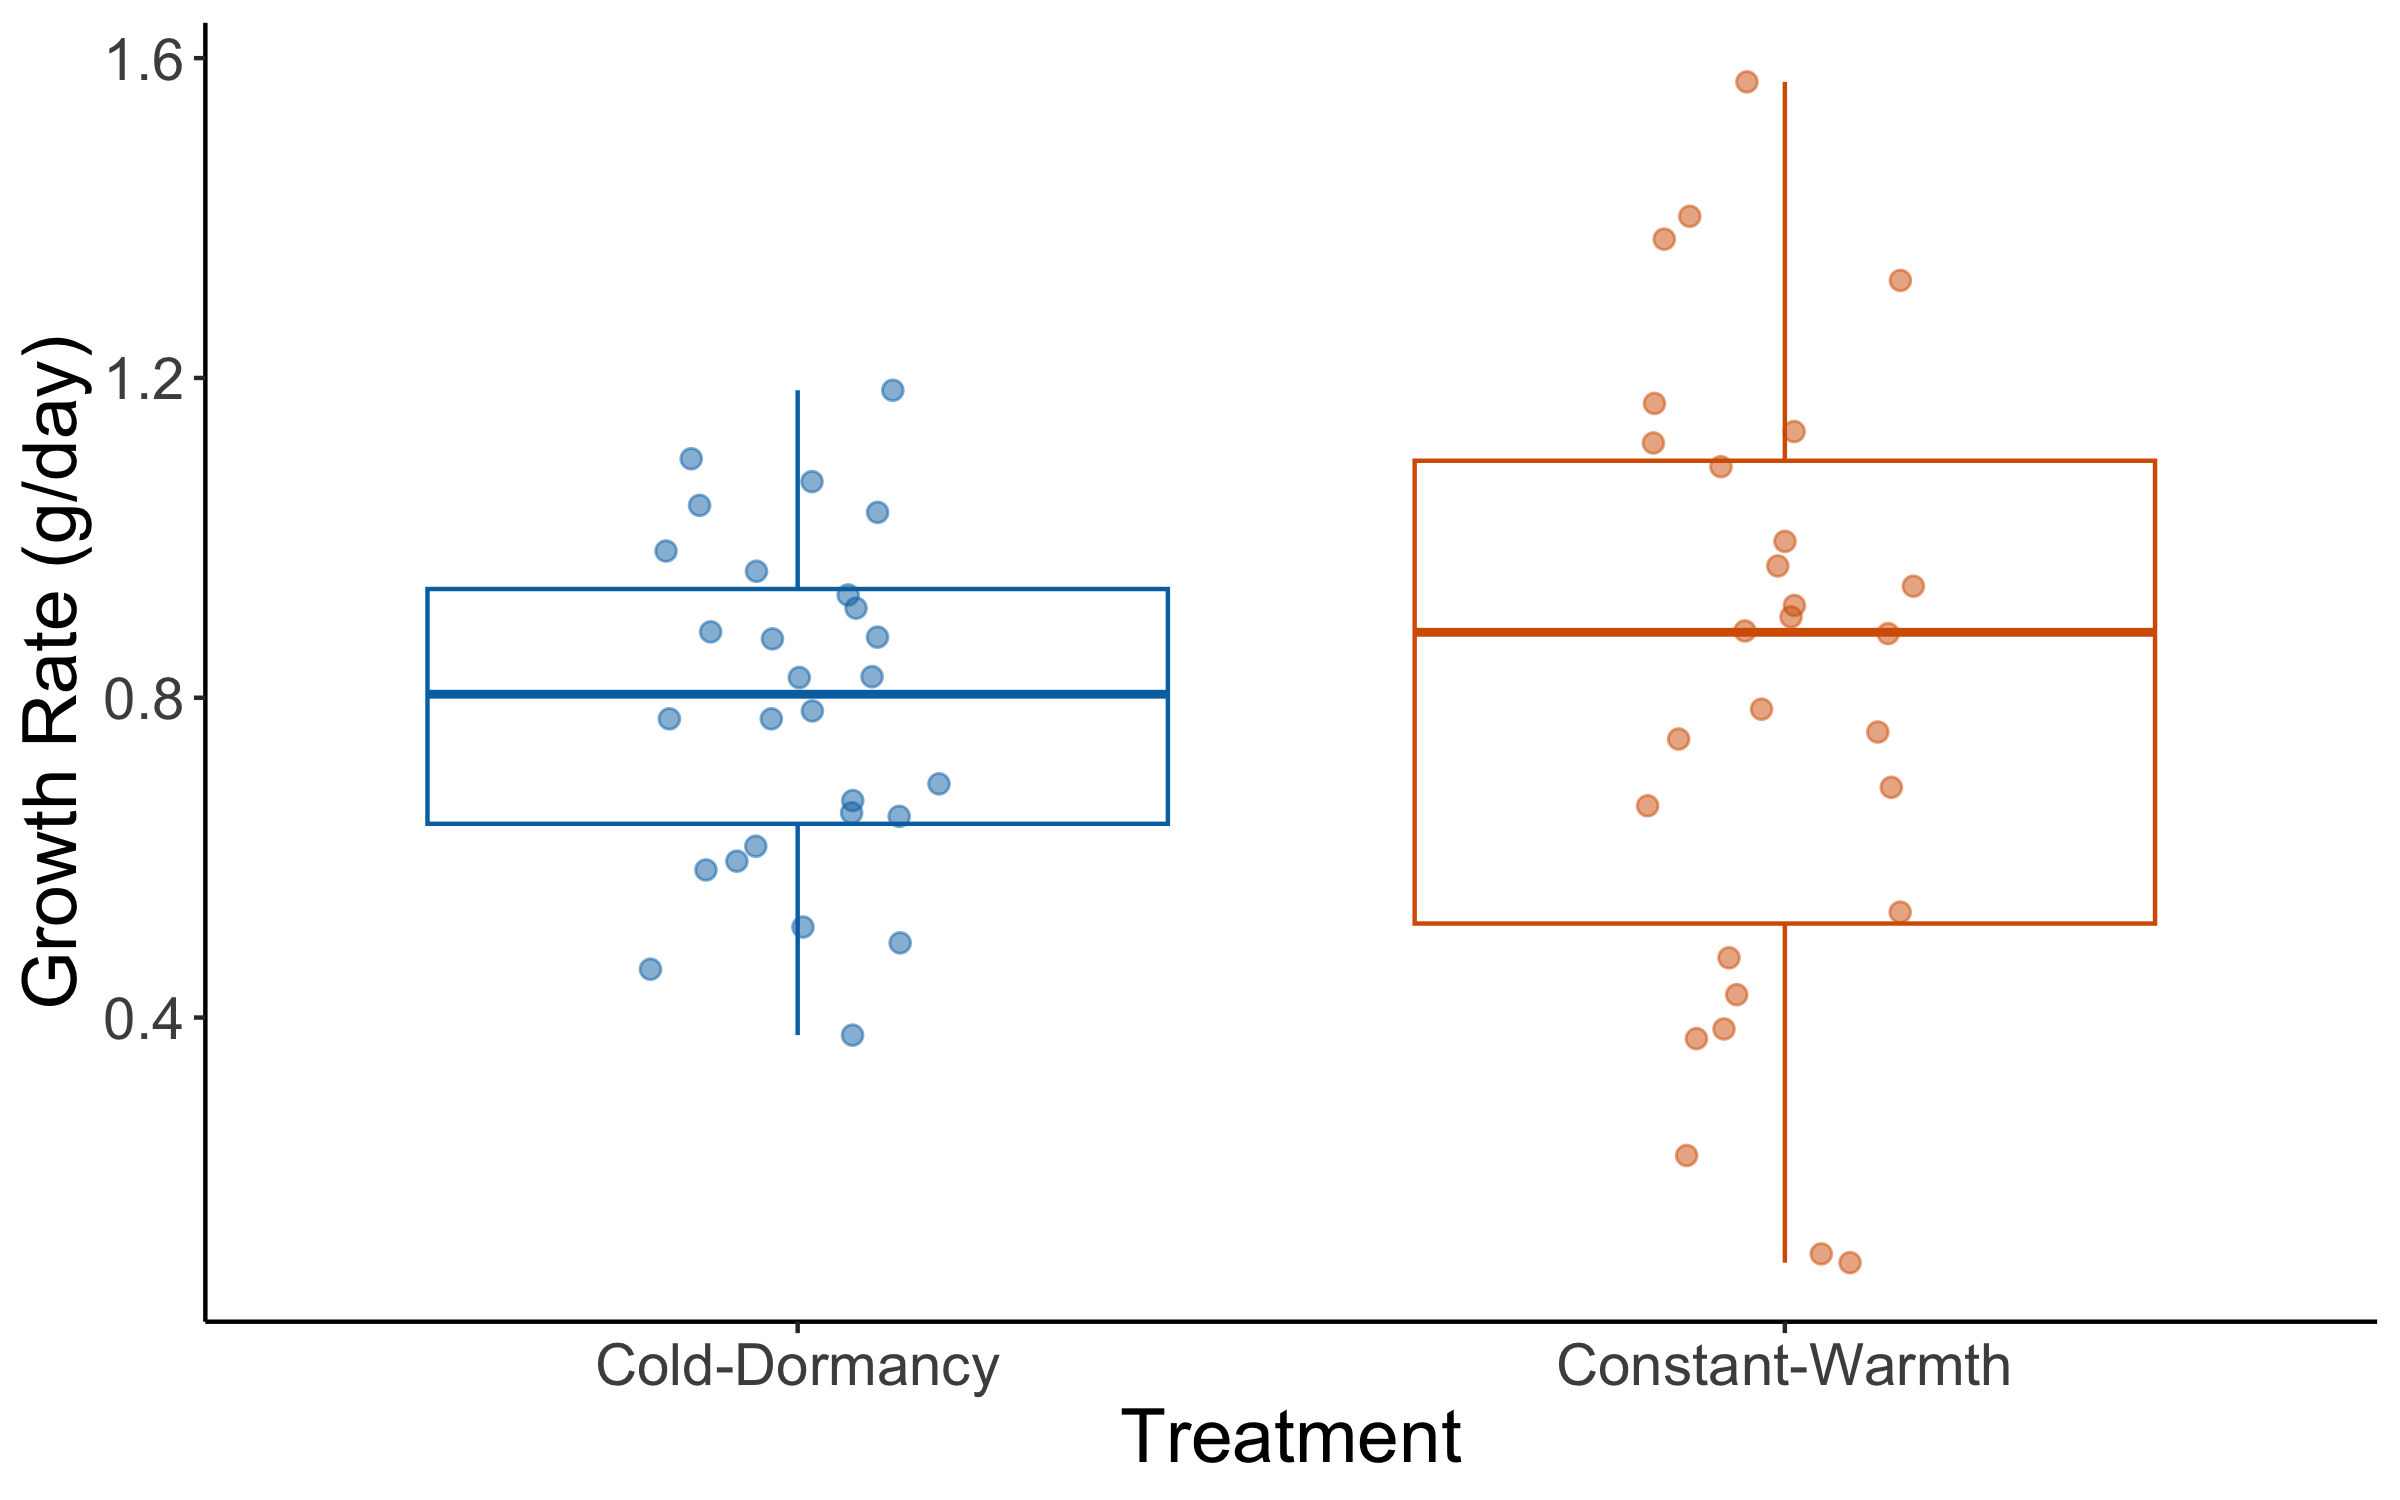 Growth Rate (g/day)
1.6
1.2
0.8
0.4
Cold-Dormancy
Constant-Warmth
Treatment